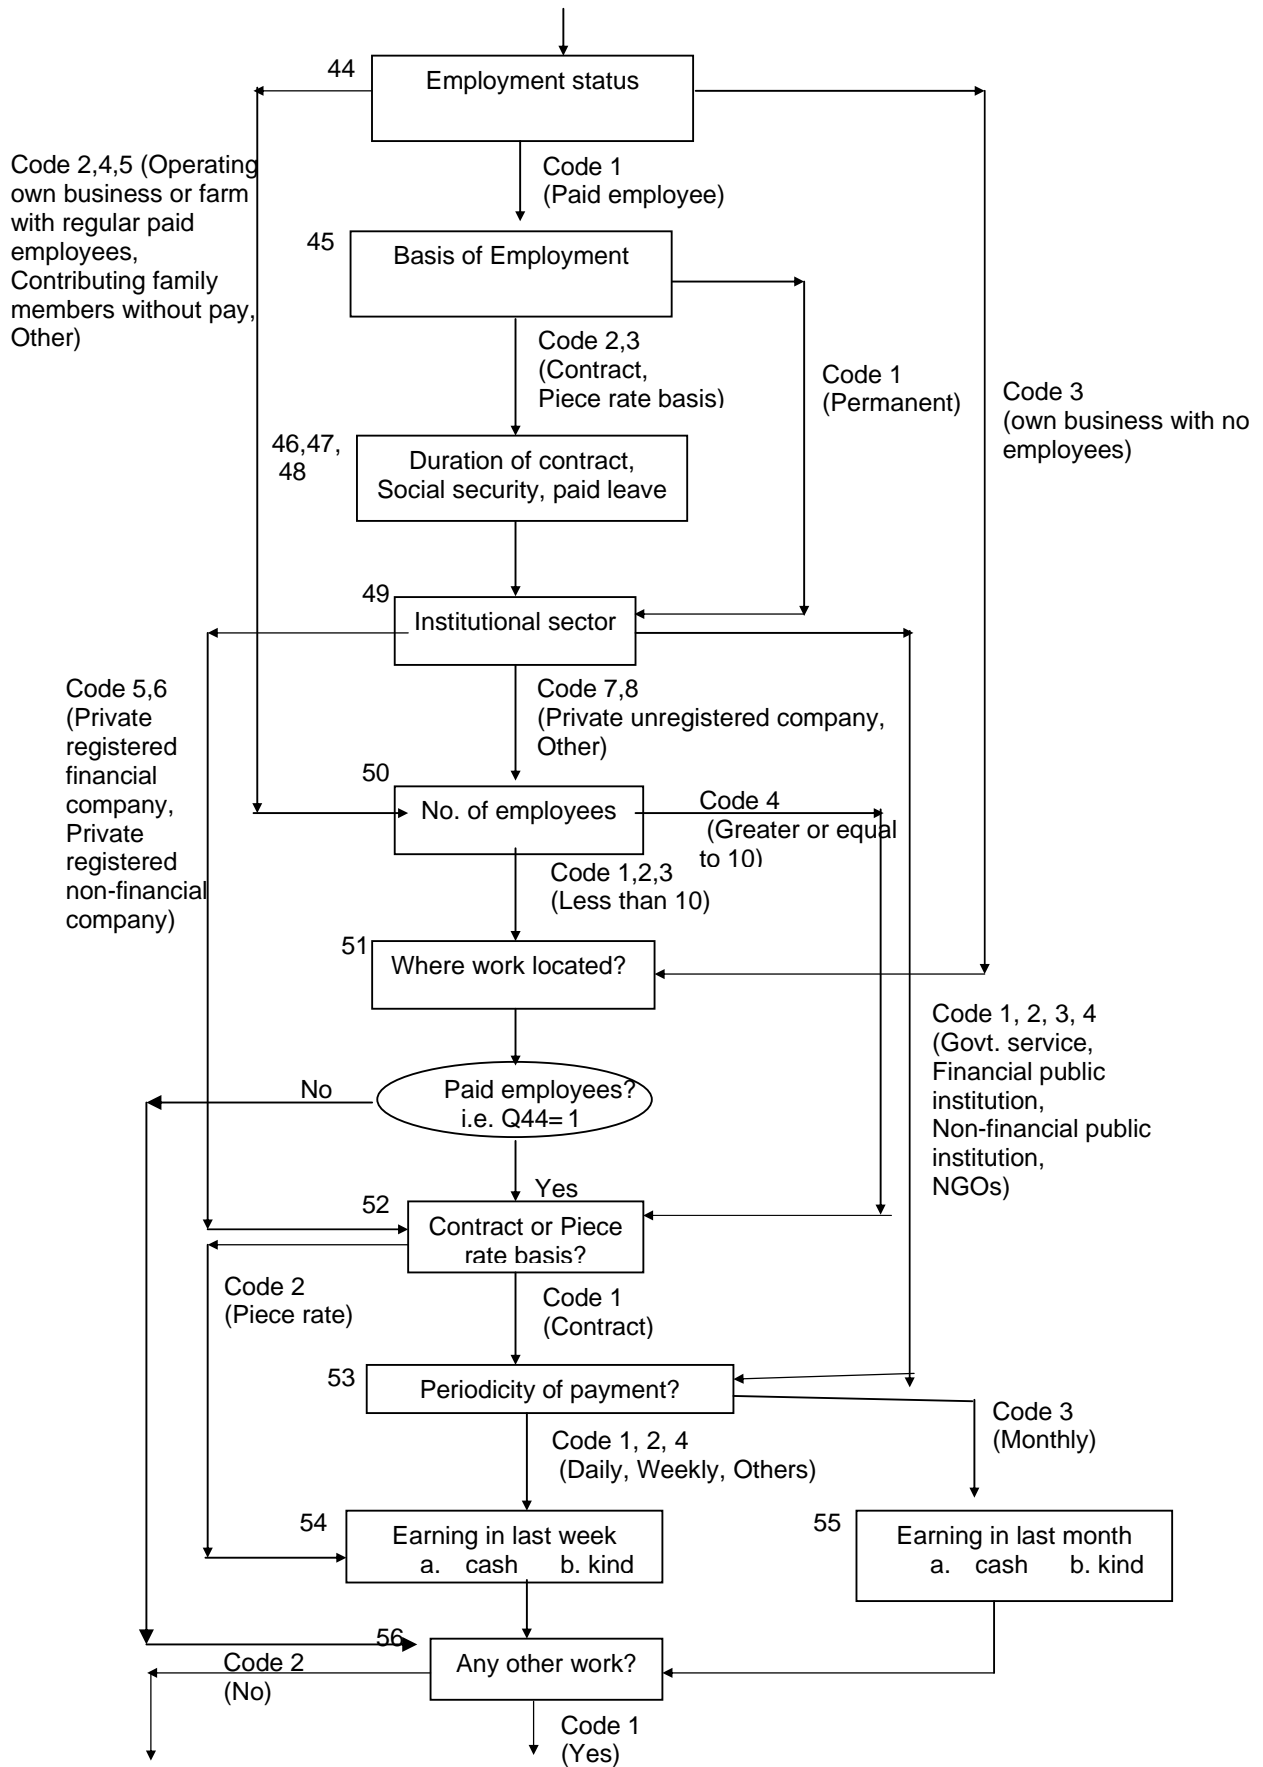 44
Employment status
Code 2,4,5 (Operating
own business or farm
with regular paid
employees,
Contributing family
members without pay,
Other)
Code 1
(Paid employee)
45
Basis of Employment
Code 2,3
(Contract,
Piece rate basis)
Code 1
(Permanent)
Code 3
(own business with no
employees)
46,47,
48
Duration of contract,
Social security, paid leave
49
Institutional sector
Code 5,6
(Private
registered
financial
company,
Private
registered
non-financial
company)
Code 7,8
(Private unregistered company,
Other)
50
No. of employees
Code 4
(Greater or equal
to 10)
Code 1,2,3
(Less than 10)
51
Where work located?
Code 1, 2, 3, 4
(Govt. service,
Financial public
institution,
Non-financial public
institution,
NGOs)
No
Paid employees?
i.e. Q44= 1
Yes
52
Contract or Piece
rate basis?
Code 2
(Piece rate)
Code 1
(Contract)
53
Periodicity of payment?
Code 3
(Monthly)
Code 1, 2, 4
(Daily, Weekly, Others)
54
Earning in last week
a. cash b. kind
55
Earning in last month
a. cash b. kind
56
Any other work?
Code 2
(No)
Code 1
(Yes)